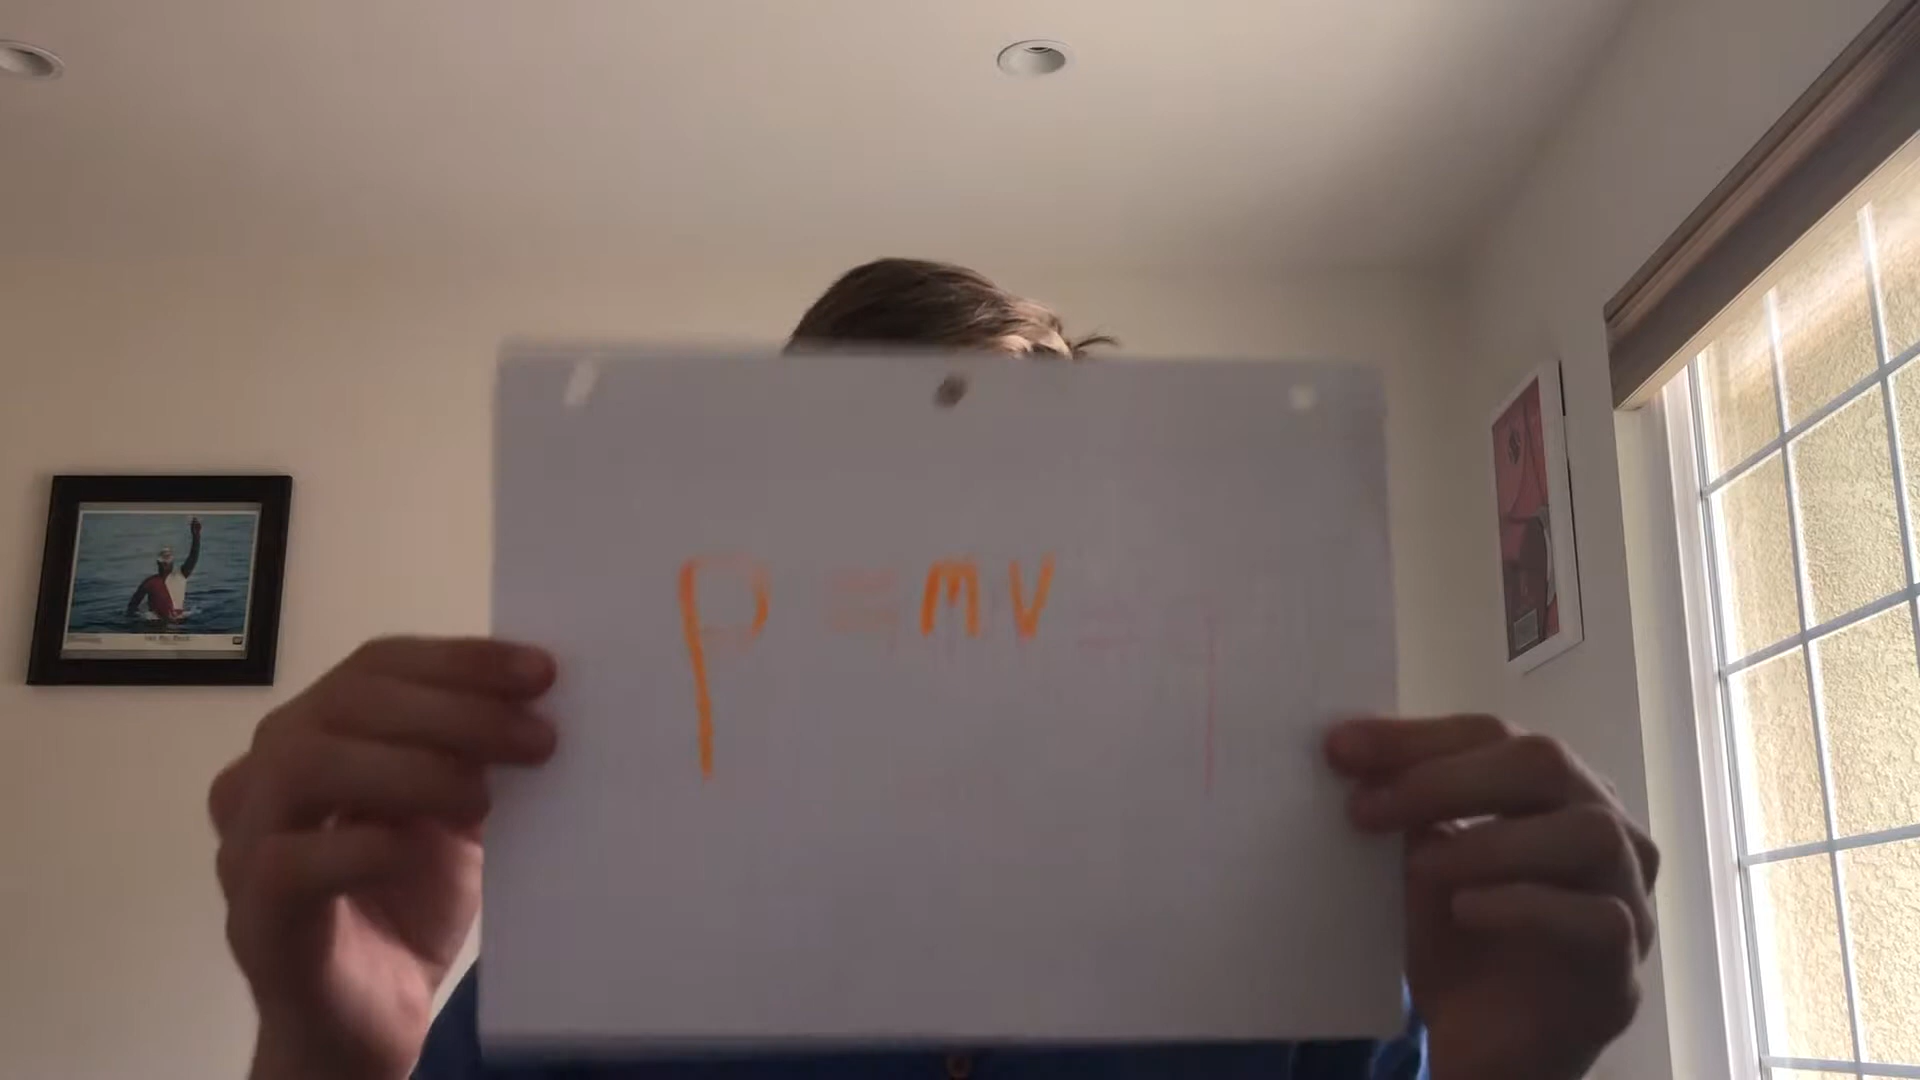 p = mv